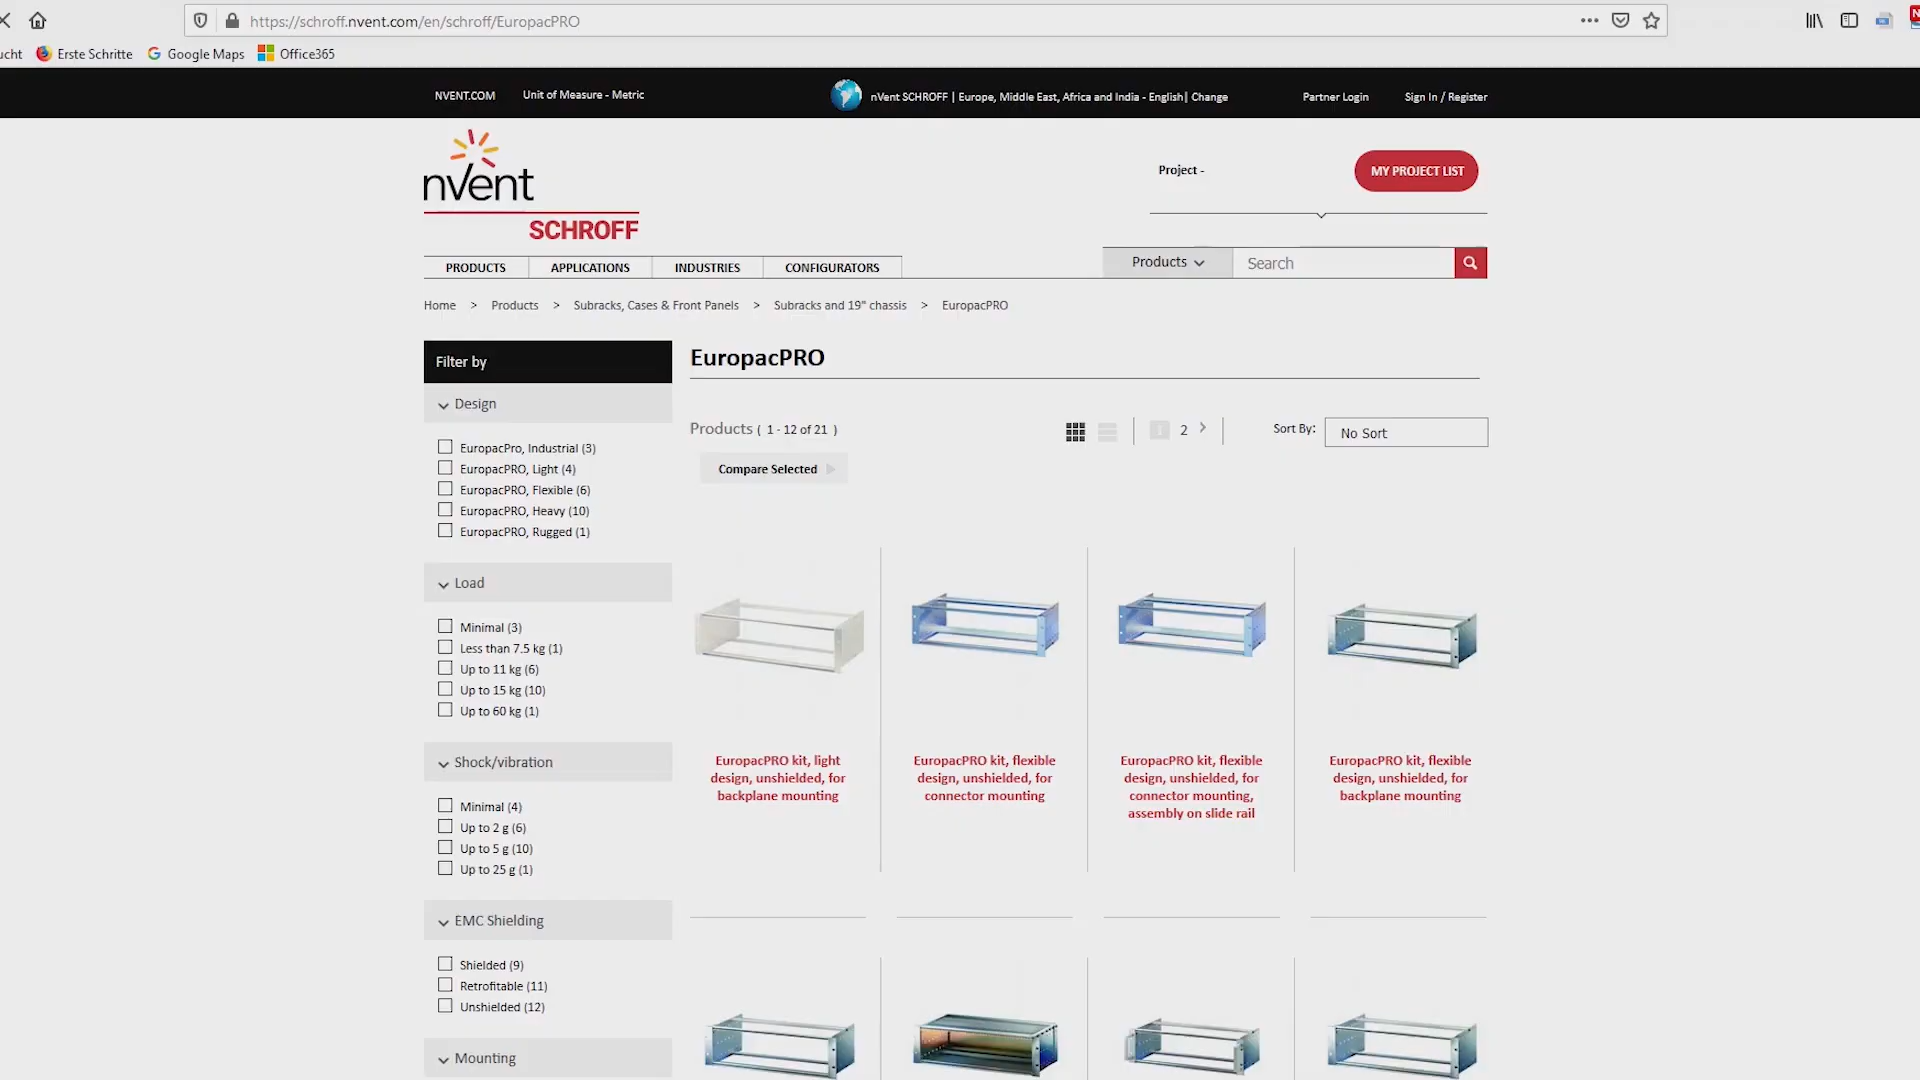 https://schroff.nvent.com/en/schroff/EuropacPRO
ucht Erste Schritte Google Maps Office365
NVENT.COM Unit of Measure - Metric nVent SCHROFF | Europe, Middle East, Africa and India - English| Change Partner Login Sign In / Register
nVent
SCHROFF
Project -
MY PROJECT LIST
PRODUCTS APPLICATIONS INDUSTRIES CONFIGURATORS
Products Search
Home > Products > Subracks, Cases & Front Panels > Subracks and 19" chassis > EuropacPRO
Filter by
Design
EuropacPro, Industrial (3)
EuropacPRO, Light (4)
EuropacPRO, Flexible (6)
EuropacPRO, Heavy (10)
EuropacPRO, Rugged (1)
Load
Minimal (3)
Less than 7.5 kg (1)
Up to 11 kg (6)
Up to 15 kg (10)
Up to 60 kg (1)
Shock/vibration
Minimal (4)
Up to 2 g (6)
Up to 5 g (10)
Up to 25 g (1)
EMC Shielding
Shielded (9)
Retrofitable (11)
Unshielded (12)
Mounting
EuropacPRO
Products ( 1 - 12 of 21 )
1 2 >
Sort By: No Sort
Compare Selected
EuropacPRO kit, light
design, unshielded, for
backplane mounting
EuropacPRO kit, flexible
design, unshielded, for
connector mounting
EuropacPRO kit, flexible
design, unshielded, for
connector mounting,
assembly on slide rail
EuropacPRO kit, flexible
design, unshielded, for
backplane mounting